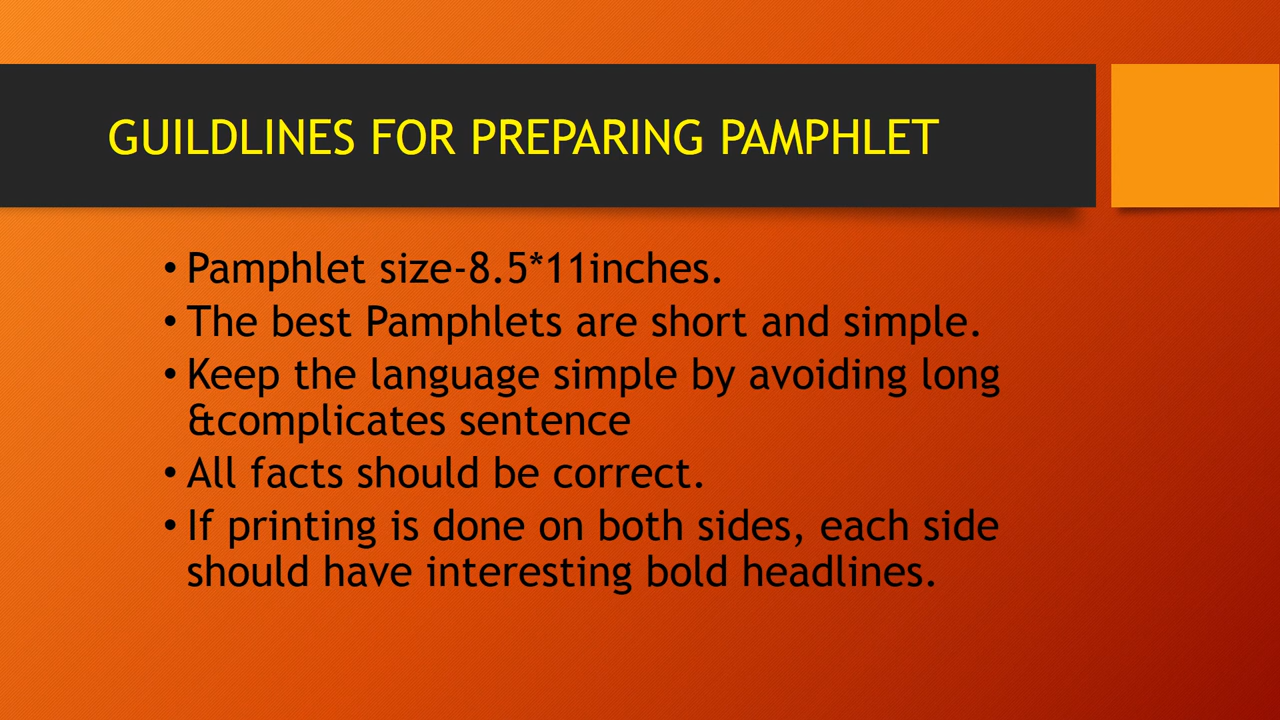 GUILDLINES FOR PREPARING PAMPHLET
• Pamphlet size-8.5*11inches.
• The best Pamphlets are short and simple.
• Keep the language simple by avoiding long
&complicates sentence
• All facts should be correct.
• If printing is done on both sides, each side
should have interesting bold headlines.